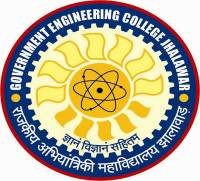 GOVERNMENT ENGINEERING COLLEGE JHALAWAR
ज्ञानं विज्ञान सहितम्
राजकीय अभियांत्रिकी महाविद्यालय झालावाड़